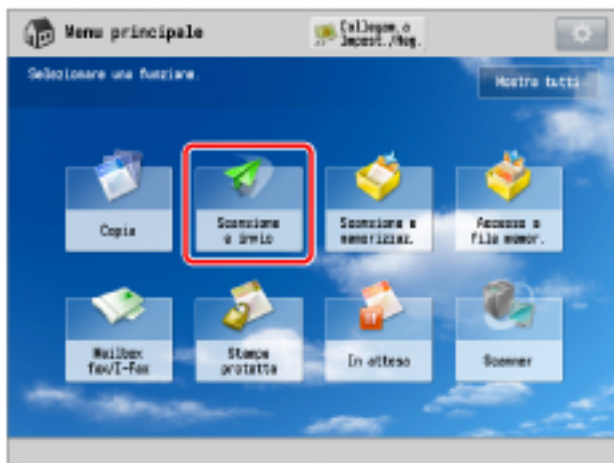 Menu principale
Collegam. a
Impost./Reg.
Selezionare una funzione.
Mostra tutti
Copia
Scansione
e invio
Scansione e
memorizzaz.
Accesso a
file memor.
Mailbox
fax/I-Fax
Stampa
protetta
In attesa
Scanner